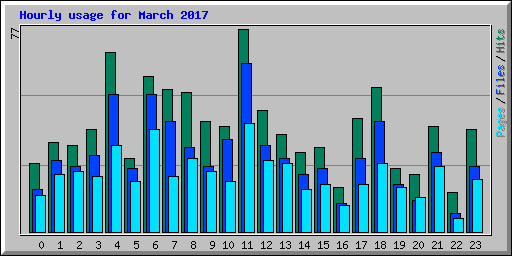 Hourly usage for March 2017
77
Pages / Files / Hits
0 1 2 3 4 5 6 7 8 9 10 11 12 13 14 15 16 17 18 19 20 21 22 23